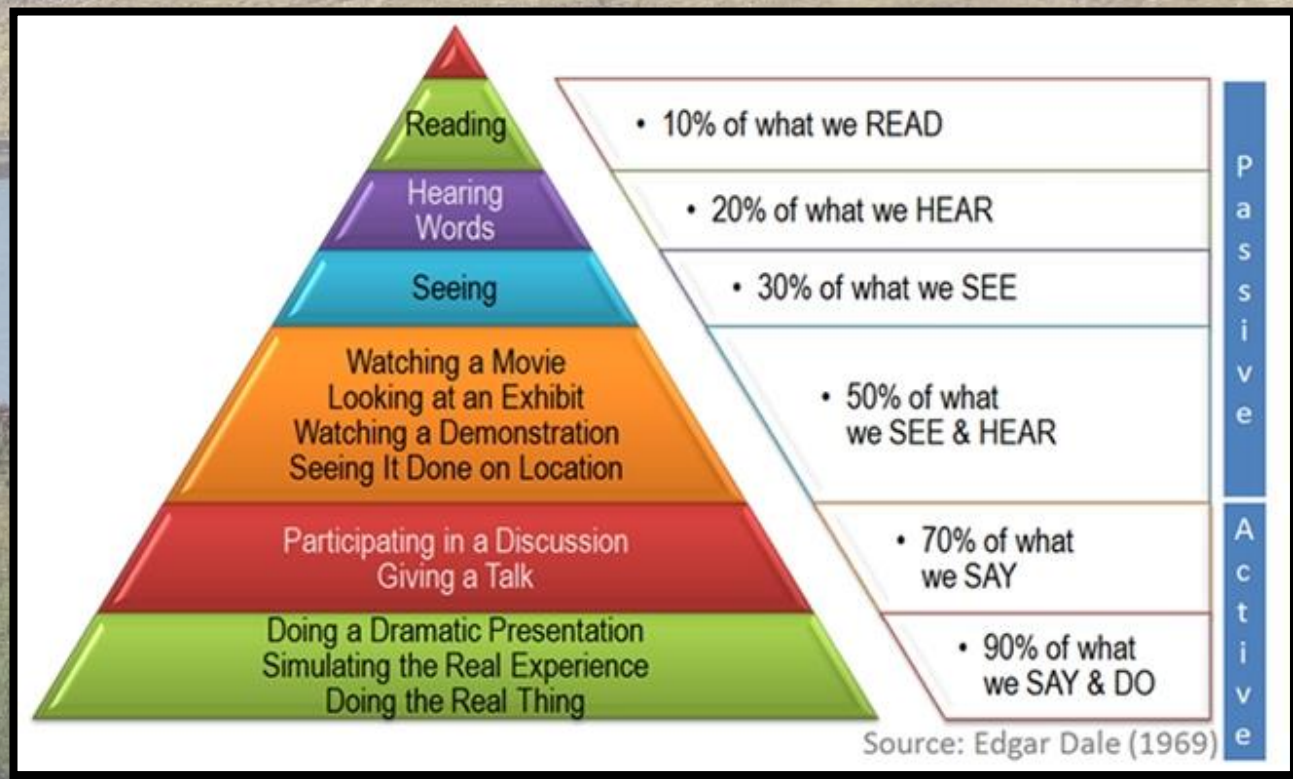 Reading
Hearing
Words
Seeing
Watching a Movie
Looking at an Exhibit
Watching a Demonstration
Seeing It Done on Location
Participating in a Discussion
Giving a Talk
Doing a Dramatic Presentation
Simulating the Real Experience
Doing the Real Thing
• 10% of what we READ
• 20% of what we HEAR
• 30% of what we SEE
• 50% of what
we SEE & HEAR
• 70% of what
we SAY
• 90% of what
we SAY & DO
Passive
Active
Source: Edgar Dale (1969)